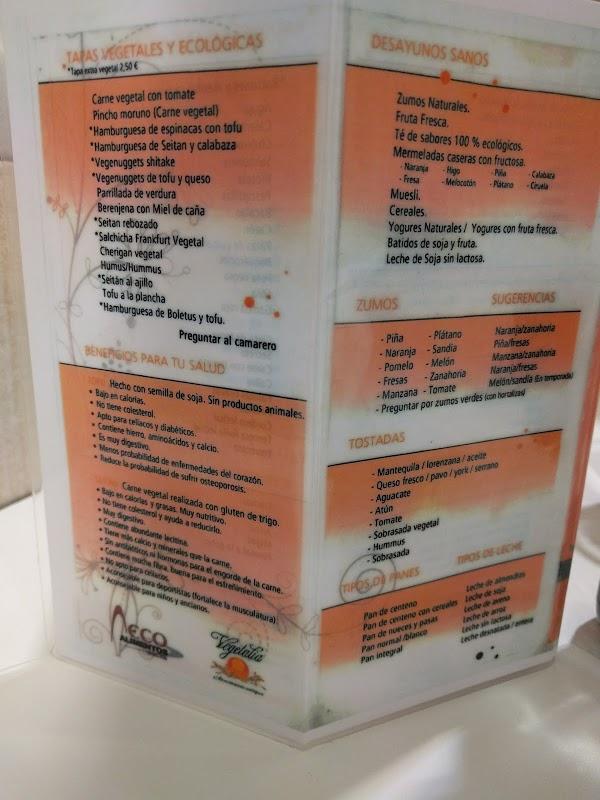 TAPAS VEGETALES Y ECOLÓGICAS
*Tapa extra vegetal 2,50 €
Carne vegetal con tomate
Pincho moruno (Carne vegetal)
*Hamburguesa de espinacas con tofu
*Hamburguesa de Seitan y calabaza
*Vegenuggets shitake
*Vegenuggets de tofu y queso
Parrillada de verdura
Berenjena con Miel de caña
*Seitan rebozado
*Salchicha Frankfurt Vegetal
Cherigan vegetal
Humus/Hummus
*Seitán al ajillo
Tofu a la plancha
*Hamburguesa de Boletus y tofu.
Preguntar al camarero
BENEFICIOS PARA TU SALUD
Hecho con semilla de soja. Sin productos animales.
• Bajo en calorías.
• No tiene colesterol.
• Apto para celíacos y diabéticos.
• Contiene hierro, aminoácidos y calcio.
• Es muy digestivo.
• Menos probabilidad de enfermedades del corazón.
• Reduce la probabilidad de sufrir osteoporosis.
Carne vegetal realizada con gluten de trigo.
• Bajo en calorías y grasas. Muy nutritivo.
• No tiene colesterol y ayuda a reducirlo.
• Muy digestivo.
• Contiene abundante lecitina.
• Tiene más calcio y minerales que la carne.
• Sin antibióticos ni hormonas para el engorde de la carne.
• Contiene mucha fibra, buena para el estreñimiento.
• No apto para celíacos.
• Aconsejable para deportistas (fortalece la musculatura)
• Aconsejable para niños y ancianos.
ECO
ALIMENTOS
Vegetalia
DESAYUNOS SANOS
Zumos Naturales.
Fruta Fresca.
Té de sabores 100 % ecológicos.
Mermeladas caseras con fructosa.
- Naranja - Higo - Piña - Calabaza
- Fresa - Melocotón - Plátano - Ciruela
Muesli.
Cereales.
Yogures Naturales / Yogures con fruta fresca.
Batidos de soja y fruta.
Leche de Soja sin lactosa.
ZUMOS
- Piña - Plátano
- Naranja - Sandía
- Pomelo - Melón
- Fresas - Zanahoria
- Manzana - Tomate
- Preguntar por zumos verdes (con hortalizas)
SUGERENCIAS
Naranja/zanahoria
Piña/fresas
Manzana/zanahoria
Naranja/fresas
Melón/sandía (En temporada)
TOSTADAS
- Mantequilla / lorenzana / aceite
- Queso fresco / pavo / york / serrano
- Aguacate
- Atún
- Tomate
- Sobrasada vegetal
- Hummus
- Sobrasada
TIPOS DE PANES
Pan de centeno
Pan de centeno con cereales
Pan de nueces y pasas
Pan normal /blanco
Pan integral
TIPOS DE LECHE
Leche de almendras
Leche de soja
Leche de avena
Leche de arroz
Leche sin lactosa
Leche desnatada / entera